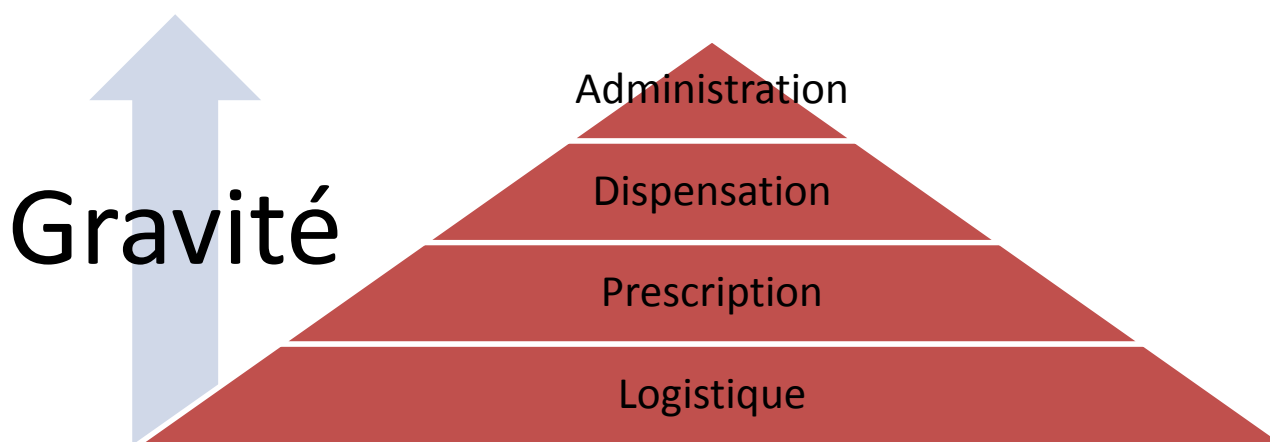 Administration
Dispensation
Gravité
Prescription
Logistique